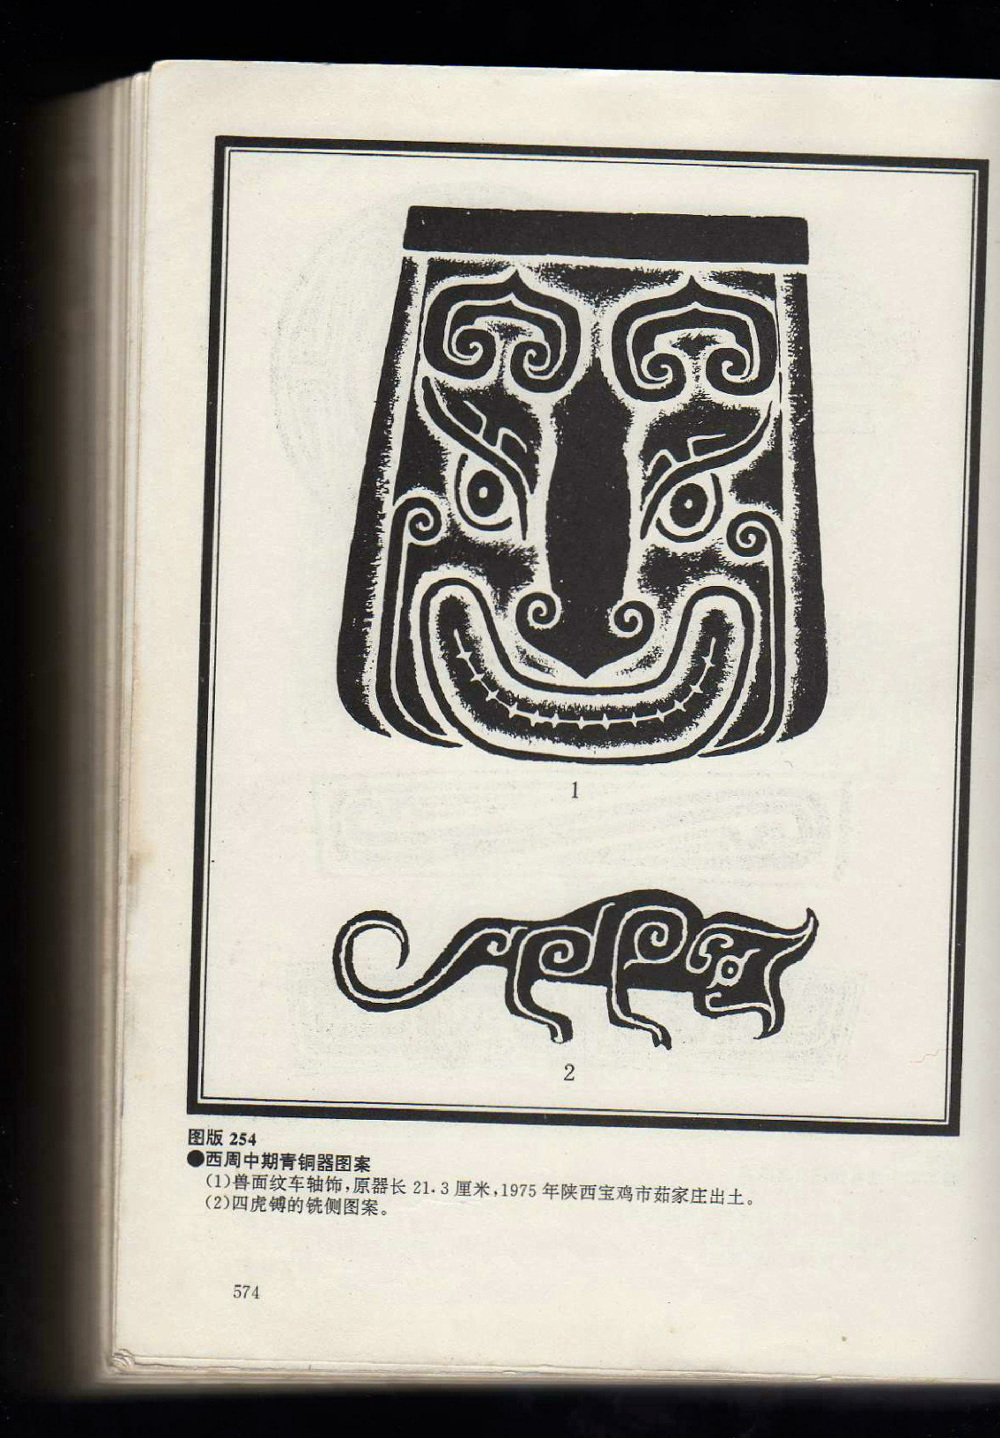 1
2
图版 254
●西周中期青铜器图案
(1)兽面纹车轴饰,原器长 21.3 厘米,1975 年陕西宝鸡市茹家庄出土。
(2)四虎镈的铣侧图案。
574